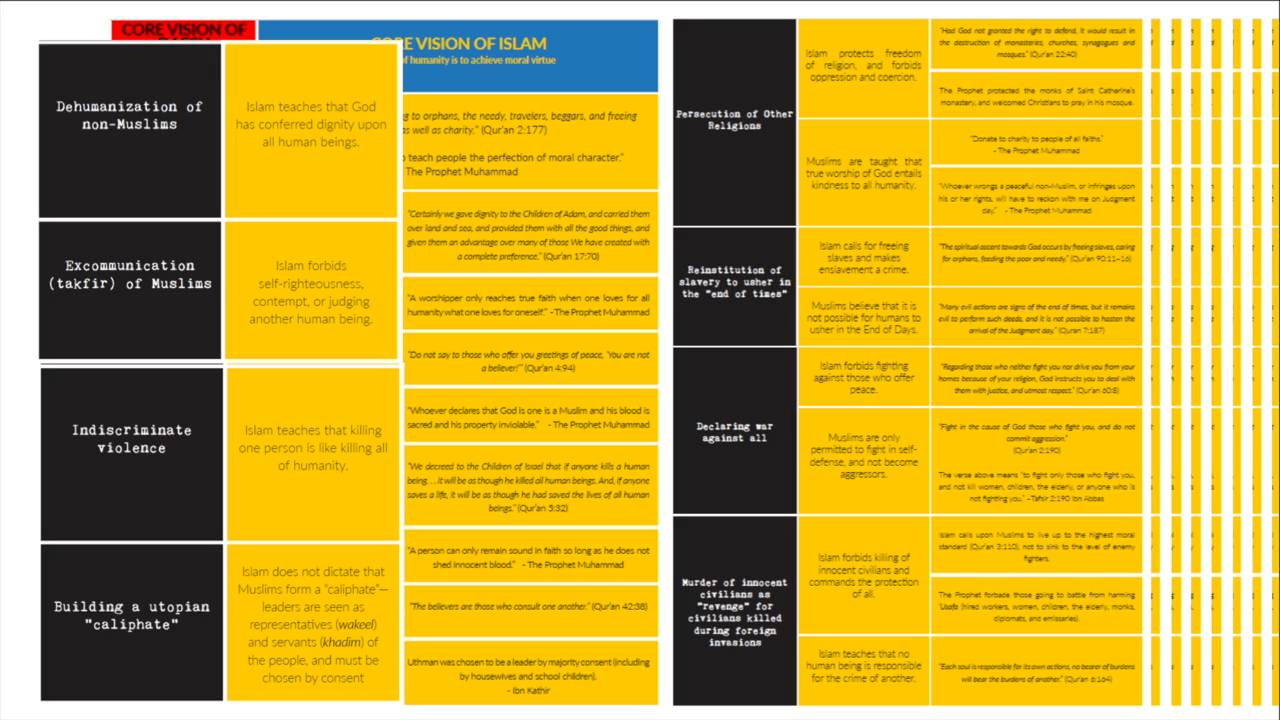 CORE VISION OF
CORE VISION OF ISLAM
of humanity is to achieve moral virtue
Dehumanization of
non-Muslims
Islam teaches that God
has conferred dignity upon
all human beings.
Excommunication
(takfir) of Muslims
Islam forbids
self-righteousness,
contempt, or judging
another human being.
Indiscriminate
violence
Islam teaches that killing
one person is like killing all
of humanity.
Building a utopian
"caliphate"
Islam does not dictate that
Muslims form a "caliphate"—
leaders are seen as
representatives (wakeel)
and servants (khadim) of
the people, and must be
chosen by consent
to orphans, the needy, travelers, beggars, and freeing
as well as charity." (Qur'an 2:177)
teach people the perfection of moral character."
The Prophet Muhammad
"Certainly we gave dignity to the Children of Adam, and carried them
over land and sea, and provided them with all the good things, and
given them an advantage over many of those We have created with
a complete preference." (Qur'an 17:70)
"A worshipper only reaches true faith when one loves for all
humanity what one loves for oneself." -The Prophet Muhammad
"Do not say to those who offer you greetings of peace, 'You are not
a believer!'" (Qur'an 4:94)
"Whoever declares that God is one is a Muslim and his blood is
sacred and his property inviolable." - The Prophet Muhammad
"We decreed to the Children of Israel that if anyone kills a human
being. . . it will be as though he killed all human beings. And, if anyone
saves a life, it will be as though he had saved the lives of all human
beings." (Qur'an 5:32)
"A person can only remain sound in faith so long as he does not
shed innocent blood." - The Prophet Muhammad
"The believers are those who consult one another." (Qur'an 42:38)
Uthman was chosen to be a leader by majority consent (including
by housewives and school children).
- Ibn Kathir
Persecution of Other
Religions
Islam protects freedom
of religion, and forbids
oppression and coercion.
"Had God not granted the right to defend, it would result in
the destruction of monasteries, churches, synagogues and
mosques." (Qur'an 22:40)
The Prophet protected the monks of Saint Catherine's
monastery, and welcomed Christians to pray in his mosque.
Muslims are taught that
true worship of God entails
kindness to all humanity.
"Donate to charity to people of all faiths."
- The Prophet Muhammad
"Whoever wrongs a peaceful non-Muslim, or infringes upon
his or her rights, will have to reckon with me on Judgment
day." - The Prophet Muhammad
Reinstitution of
slavery to usher in
the "end of times"
Islam calls for freeing
slaves and makes
enslavement a crime.
"The spiritual ascent towards God occurs by freeing slaves, caring
for orphans, feeding the poor and needy." (Qur'an 90:11-16)
Muslims believe that it is
not possible for humans to
usher in the End of Days.
"Many evil actions are signs of the end of times, but it remains
evil to perform such deeds, and it is not possible to hasten the
arrival of the Judgment day." (Quran 7:187)
Declaring war
against all
Islam forbids fighting
against those who offer
peace.
"Regarding those who neither fight you nor drive you from your
homes because of your religion, God instructs you to deal with
them with justice, and utmost respect." (Qur'an 60:8)
Muslims are only
permitted to fight in self-
defense, and not become
aggressors.
"Fight in the cause of God those who fight you, and do not
commit aggression."
(Qur'an 2:190)
The verse above means "to fight only those who fight you,
and not kill women, children, the elderly, or anyone who is
not fighting you." –Tafsir 2:190 Ibn Abbas
Murder of innocent
civilians as
"revenge" for
civilians killed
during foreign
invasions
Islam forbids killing of
innocent civilians and
commands the protection
of all.
Islam calls upon Muslims to live up to the highest moral
standard (Qur'an 3:110), not to sink to the level of enemy
fighters.
The Prophet forbade those going to battle from harming
'Usafa (hired workers, women, children, the elderly, monks,
diplomats, and emissaries).
Islam teaches that no
human being is responsible
for the crime of another.
"Each soul is responsible for its own actions, no bearer of burdens
will bear the burdens of another." (Qur'an 6:164)